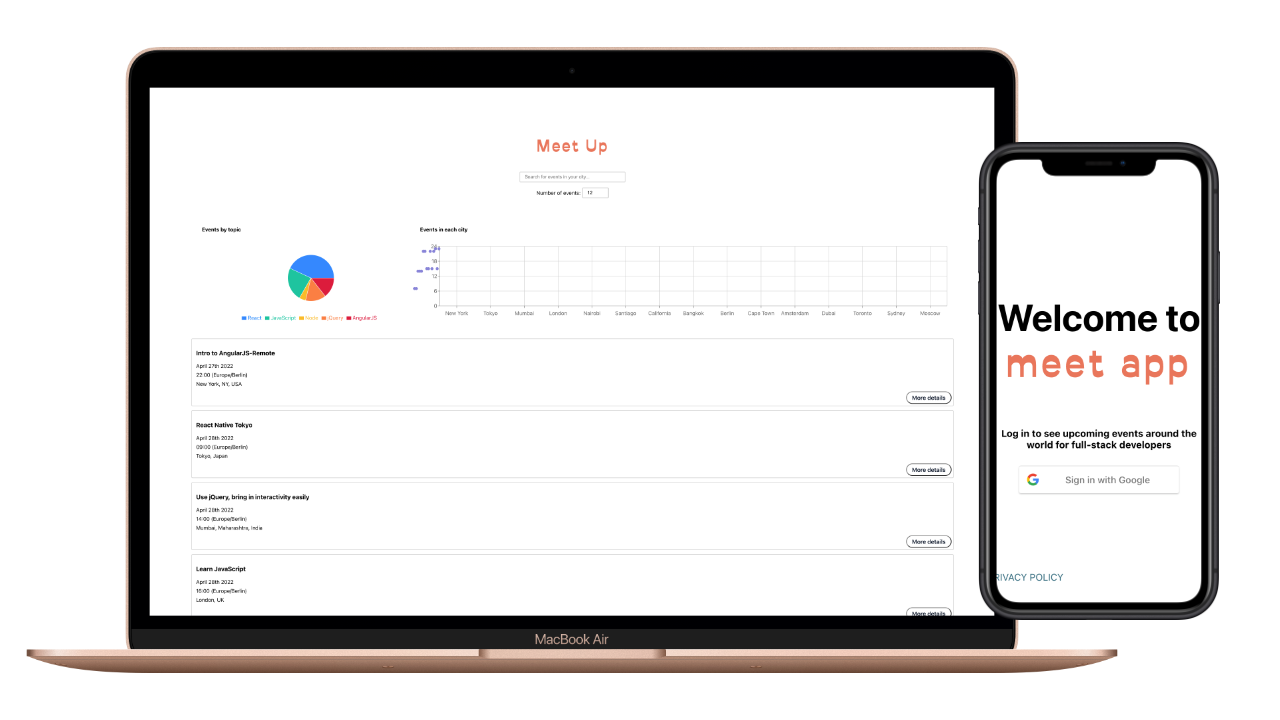 Meet Up
Search for events in your city...
Number of events: 12
Events by topic
React JavaScript Node jQuery AngularJS
Events in each city
24
18
12
6
0
New York Tokyo Mumbai London Nairobi Santiago California Bangkok Berlin Cape Town Amsterdam Dubai Toronto Sydney Moscow
Intro to AngularJS-Remote
April 27th 2022
22:00 (Europe/Berlin)
New York, NY, USA
More details
React Native Tokyo
April 28th 2022
09:00 (Europe/Berlin)
Tokyo, Japan
More details
Use jQuery, bring in interactivity easily
April 28th 2022
14:00 (Europe/Berlin)
Mumbai, Maharashtra, India
More details
Learn JavaScript
April 28th 2022
16:00 (Europe/Berlin)
London, UK
More details
MacBook Air
Welcome to
meet app
Log in to see upcoming events around the
world for full-stack developers
Sign in with Google
RIVACY POLICY